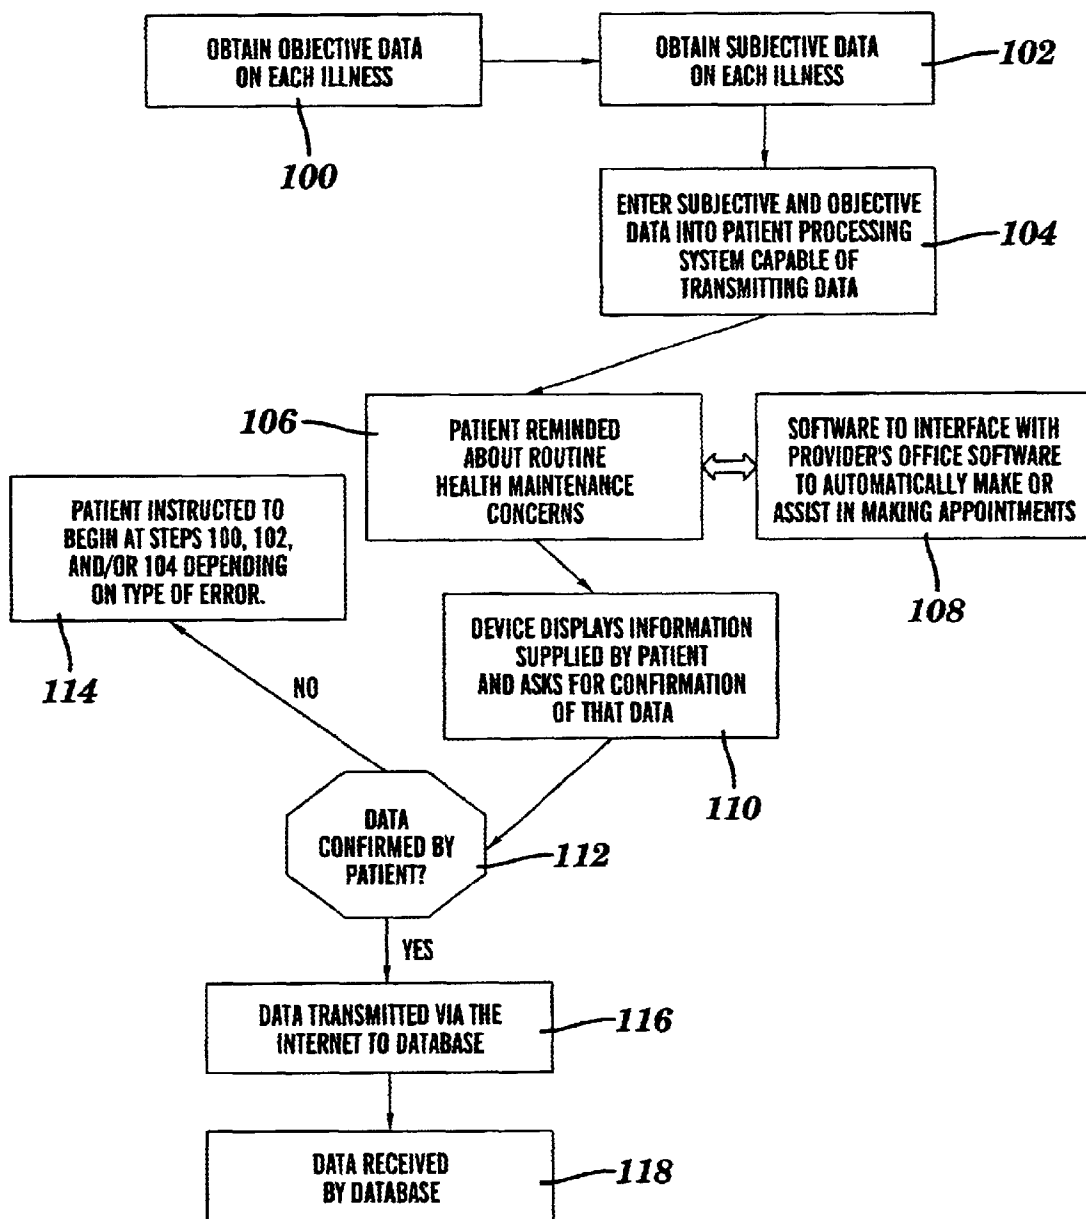 OBTAIN OBJECTIVE DATA
ON EACH ILLNESS
100
OBTAIN SUBJECTIVE DATA
ON EACH ILLNESS
102
ENTER SUBJECTIVE AND OBJECTIVE
DATA INTO PATIENT PROCESSING
SYSTEM CAPABLE OF
TRANSMITTING DATA
104
106
PATIENT REMINDED
ABOUT ROUTINE
HEALTH MAINTENANCE
CONCERNS
SOFTWARE TO INTERFACE WITH
PROVIDER'S OFFICE SOFTWARE
TO AUTOMATICALLY MAKE OR
ASSIST IN MAKING APPOINTMENTS
108
PATIENT INSTRUCTED TO
BEGIN AT STEPS 100, 102,
AND/OR 104 DEPENDING
ON TYPE OF ERROR.
114
DEVICE DISPLAYS INFORMATION
SUPPLIED BY PATIENT
AND ASKS FOR CONFIRMATION
OF THAT DATA
110
NO
DATA
CONFIRMED BY
PATIENT?
112
YES
DATA TRANSMITTED VIA THE
INTERNET TO DATABASE
116
DATA RECEIVED
BY DATABASE
118